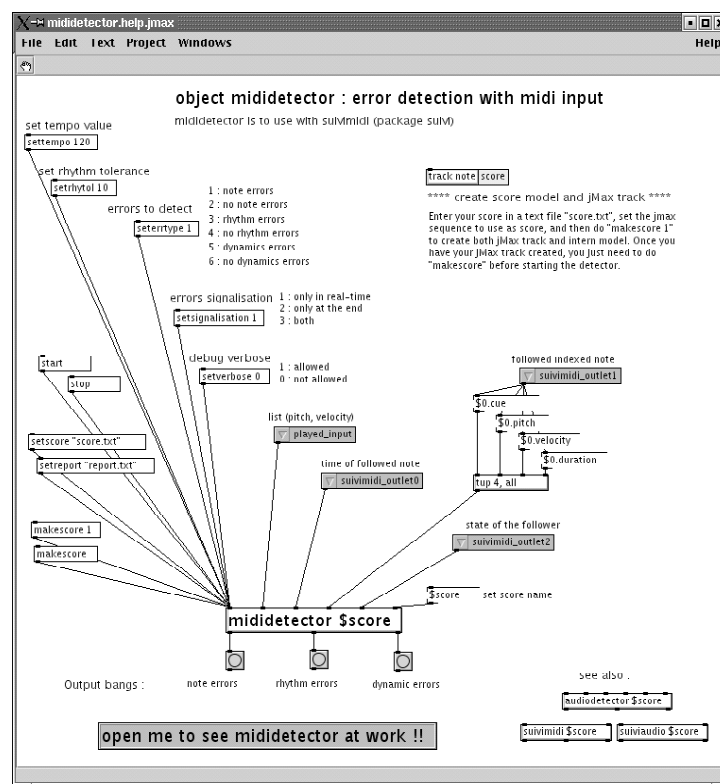 mididetector.help.jmax
File Edit Text Project Windows Help
object mididetector : error detection with midi input
mididetector is to use with suivimidi (package suivi)
set tempo value
settempo 120
set rhythm tolerance
setrhytol 10
errors to detect
seterrtype 1
1 : note errors
2 : no note errors
3 : rhythm errors
4 : no rhythm errors
5 : dynamics errors
6 : no dynamics errors
track note score
**** create score model and jMax track ****
Enter your score in a text file "score.txt", set the jmax
sequence to use as score, and then do "makescore 1"
to create both jMax track and intern model. Once you
have your jMax track created, you just need to do
"makescore" before starting the detector.
errors signalisation
setsignalisation 1
1 : only in real-time
2 : only at the end
3 : both
debug verbose
setverbose 0
1 : allowed
0 : not allowed
start
stop
followed indexed note
suivimidi_outlet1
$0.cue
$0.pitch
$0.velocity
$0.duration
tup 4, all
list (pitch, velocity)
played_input
setscore "score.txt"
setreport "report.txt"
time of followed note
suivimidi_outlet0
makescore 1
makescore
state of the follower
suivimidi_outlet2
$score set score name
mididetector $score
Output bangs : note errors rhythm errors dynamic errors
see also :
audiodetector $score
suivimidi $score suiviaudio $score
open me to see mididetector at work !!